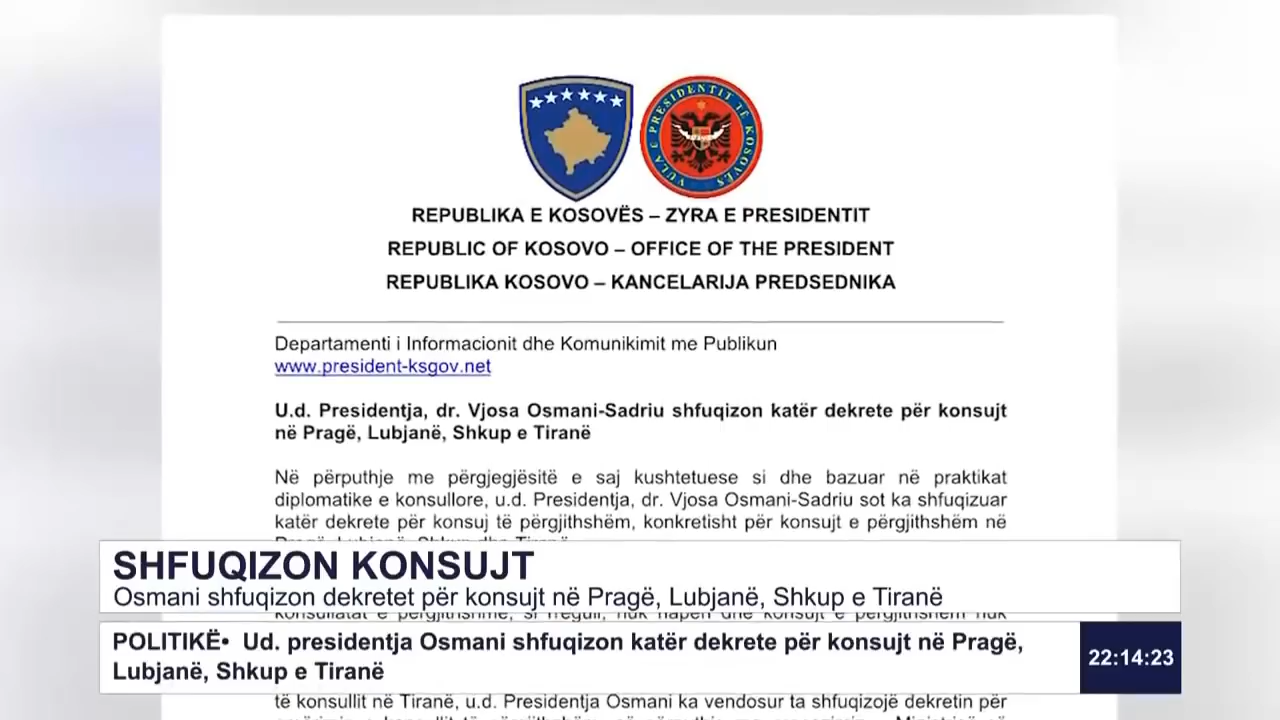 VULA E PRESIDENTIT TË KOSOVËS
REPUBLIKA E KOSOVËS – ZYRA E PRESIDENTIT
REPUBLIC OF KOSOVO – OFFICE OF THE PRESIDENT
REPUBLIKA KOSOVO – KANCELARIJA PREDSEDNIKA
Departamenti i Informacionit dhe Komunikimit me Publikun
www.president-ksgov.net
U.d. Presidentja, dr. Vjosa Osmani-Sadriu shfuqizon katër dekrete për konsujt
në Pragë, Lubjanë, Shkup e Tiranë
Në përputhje me përgjegjësitë e saj kushtetuese si dhe bazuar në praktikat
diplomatike e konsullore, u.d. Presidentja, dr. Vjosa Osmani-Sadriu sot ka shfuqizuar
katër dekrete për konsuj të përgjithshëm, konkretisht për konsujt e përgjithshëm në
SHFUQIZON KONSUJT
Osmani shfuqizon dekretet për konsujt në Pragë, Lubjanë, Shkup e Tiranë
POLITIKË• Ud. presidentja Osmani shfuqizon katër dekrete për konsujt në Pragë,
Lubjanë, Shkup e Tiranë
22:14:23
të konsullit në Tiranë, u.d. Presidentja Osmani ka vendosur ta shfuqizojë dekretin për